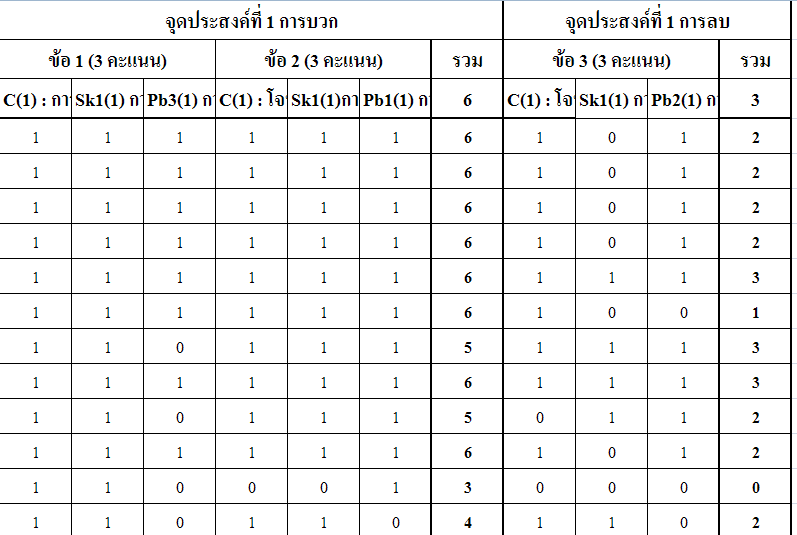 จุดประสงค์ที่ 1 การบวก จุดประสงค์ที่ 1 การลบ
ข้อ 1 (3 คะแนน) ข้อ 2 (3 คะแนน) รวม ข้อ 3 (3 คะแนน) รวม
C(1) : กา Sk1(1) กา Pb3(1) ก C(1) : โจ Sk1(1)กา Pb1(1) ก 6 C(1) : โจ Sk1(1) ก Pb2(1) ก 3
1 1 1 1 1 1 6 1 0 1 2
1 1 1 1 1 1 6 1 0 1 2
1 1 1 1 1 1 6 1 0 1 2
1 1 1 1 1 1 6 1 0 1 2
1 1 1 1 1 1 6 1 1 1 3
1 1 1 1 1 1 6 1 0 0 1
1 1 0 1 1 1 5 1 1 1 3
1 1 1 1 1 1 6 1 1 1 3
1 1 0 1 1 1 5 0 1 1 2
1 1 1 1 1 1 6 1 0 1 2
1 1 0 0 0 1 3 0 0 0 0
1 1 0 1 1 0 4 1 1 0 2